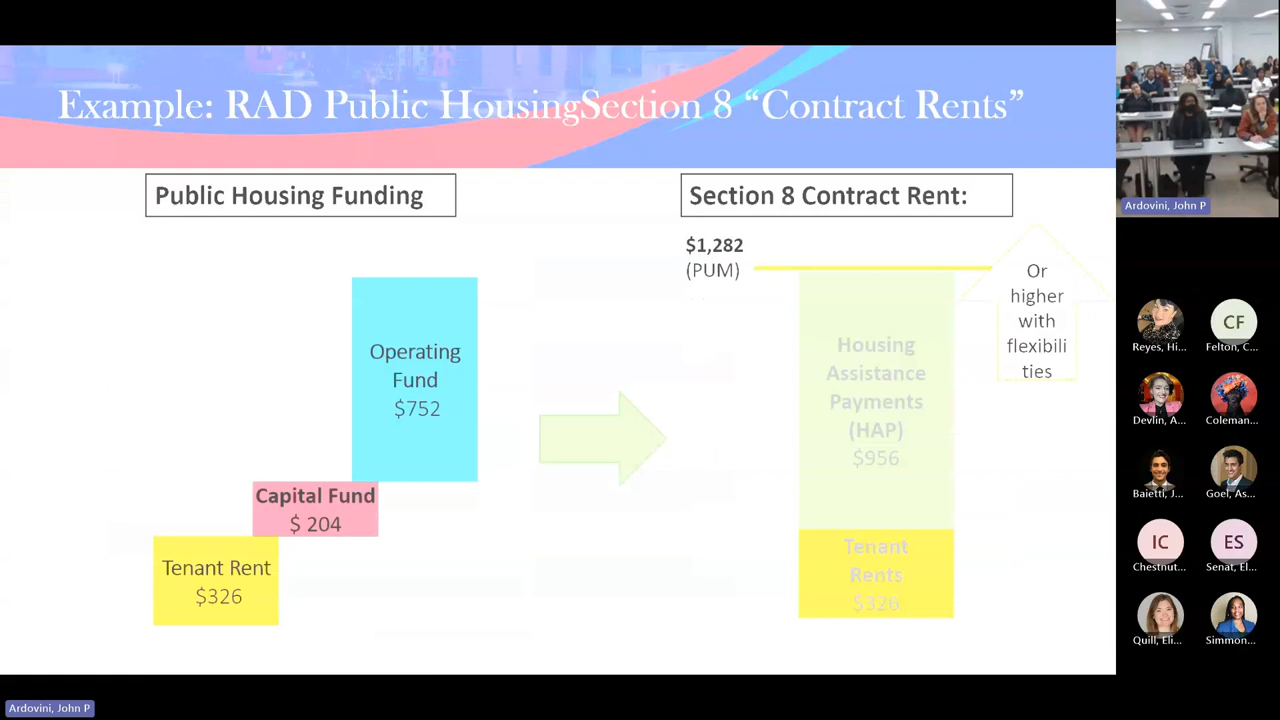 Example: RAD Public HousingSection 8 “Contract Rents”
Public Housing Funding
Section 8 Contract Rent:
$1,282
(PUM)
Or
higher
with
flexibili
ties
Operating
Fund
$752
Capital Fund
$ 204
Tenant Rent
$326
Housing
Assistance
Payments
(HAP)
$956
Tenant
Rents
$326
Ardovini, John P
Reyes, Hi...
CF
Felton, C...
Devlin, A...
Coleman...
Baietti, J...
Goel, As...
IC
Chestnut...
ES
Senat, El...
Quill, Eli...
Simmon...
Ardovini, John P